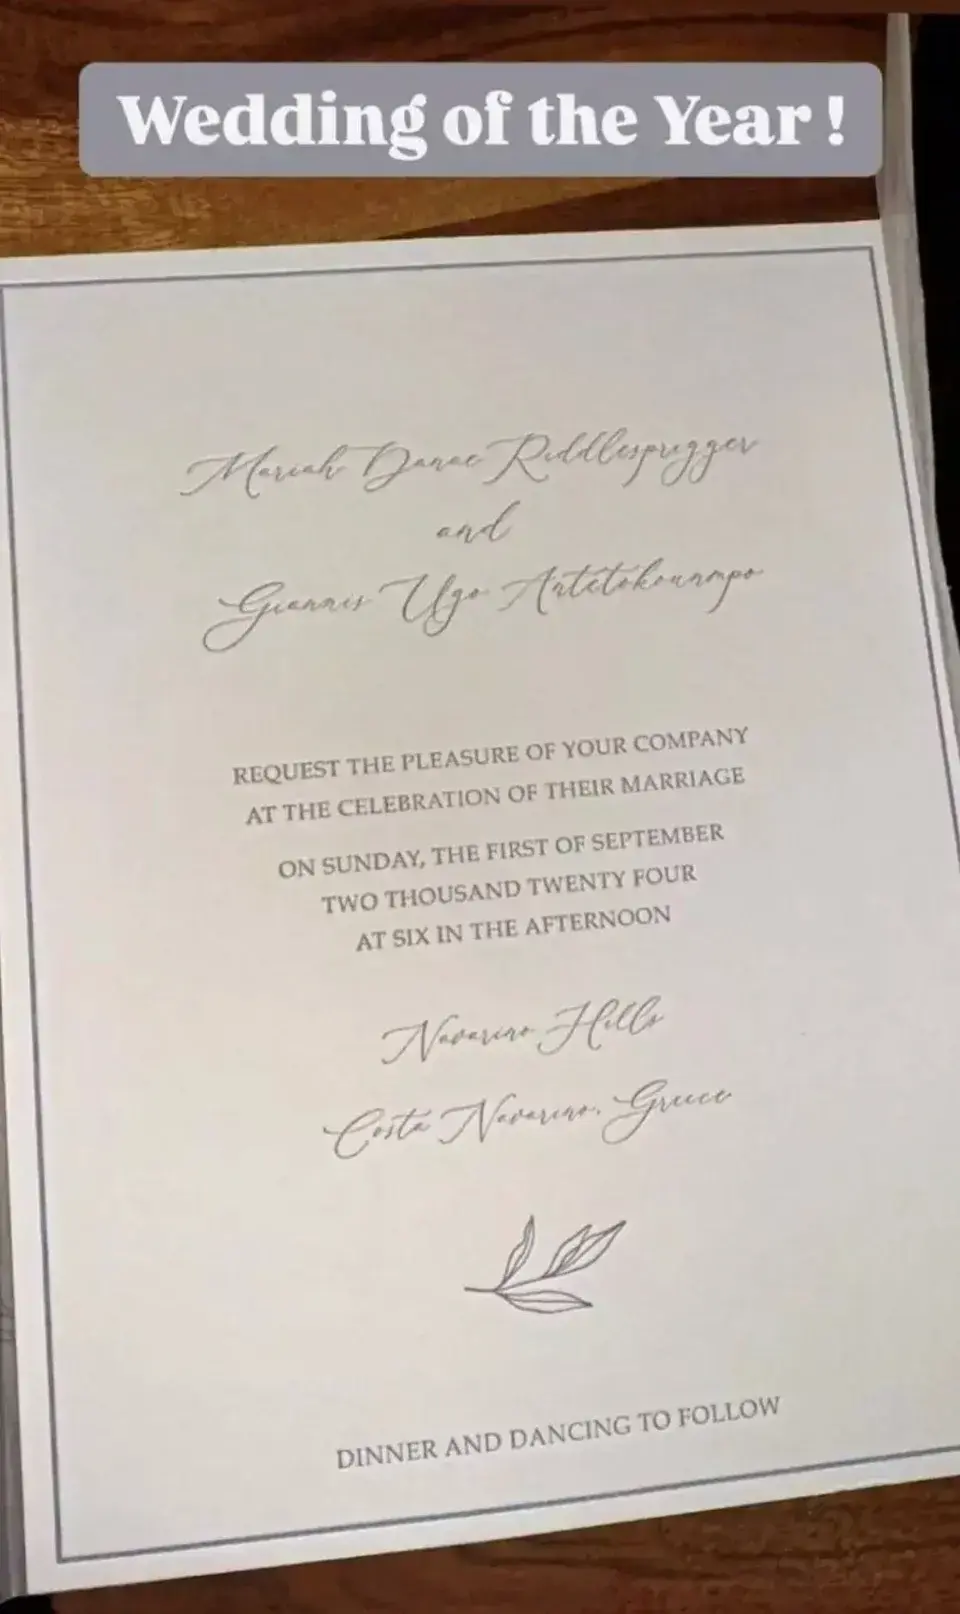 Wedding of the Year !
Mariah Danae Riddlesprigger
and
Giannis Ugo Antetokounmpo
REQUEST THE PLEASURE OF YOUR COMPANY
AT THE CELEBRATION OF THEIR MARRIAGE
ON SUNDAY, THE FIRST OF SEPTEMBER
TWO THOUSAND TWENTY FOUR
AT SIX IN THE AFTERNOON
Navarino Hills
Costa Navarino, Greece
DINNER AND DANCING TO FOLLOW